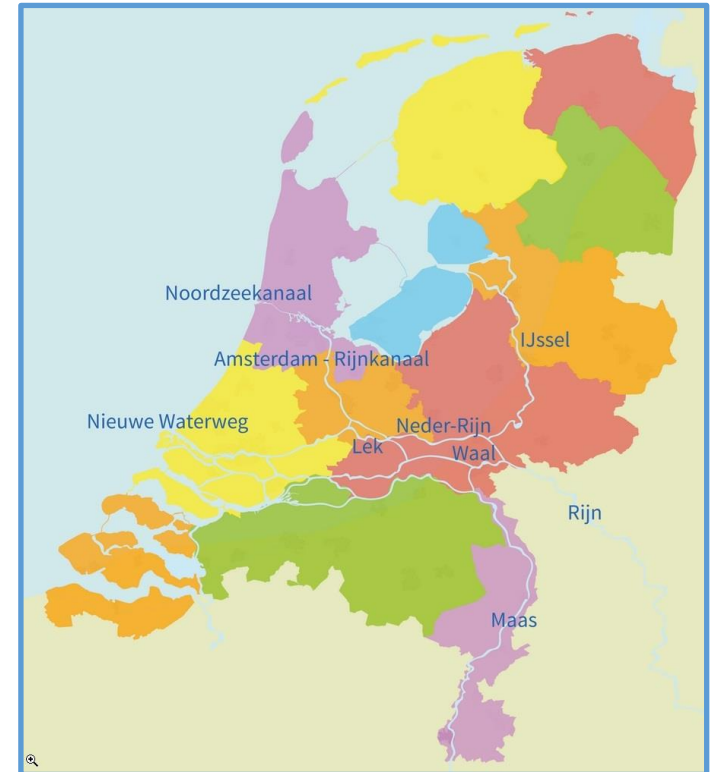 Noordzeekanaal
IJssel
Amsterdam - Rijnkanaal
Nieuwe Waterweg
Neder-Rijn
Lek
Waal
Rijn
Maas